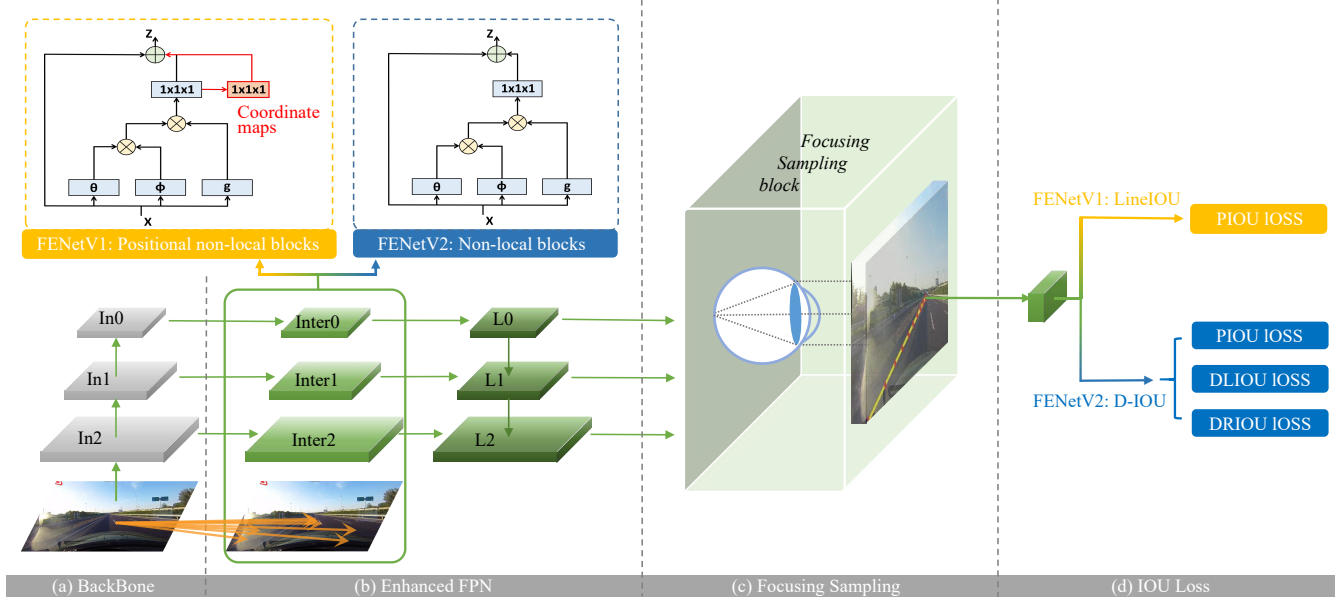 Z
1x1x1
1x1x1
Coordinate
maps
θ
ϕ
g
X
FENetV1: Positional non-local blocks
Z
1x1x1
θ
ϕ
g
X
FENetV2: Non-local blocks
In0
In1
In2
Inter0
Inter1
Inter2
L0
L1
L2
Focusing
Sampling
block
FENetV1: LineIOU
PIOU lOSS
FENetV2: D-IOU
PIOU lOSS
DLIOU lOSS
DRIOU lOSS
(a) BackBone
(b) Enhanced FPN
(c) Focusing Sampling
(d) IOU Loss